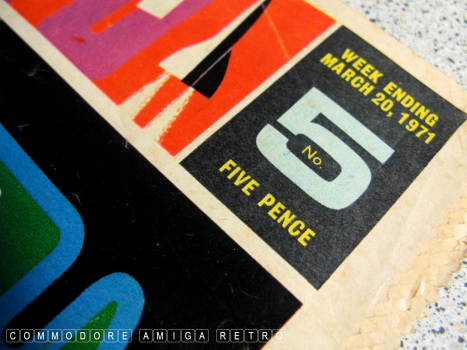 WEEK ENDING
MARCH 20, 1971
5
No.
FIVE PENCE
COMMODORE AMIGA RETRO